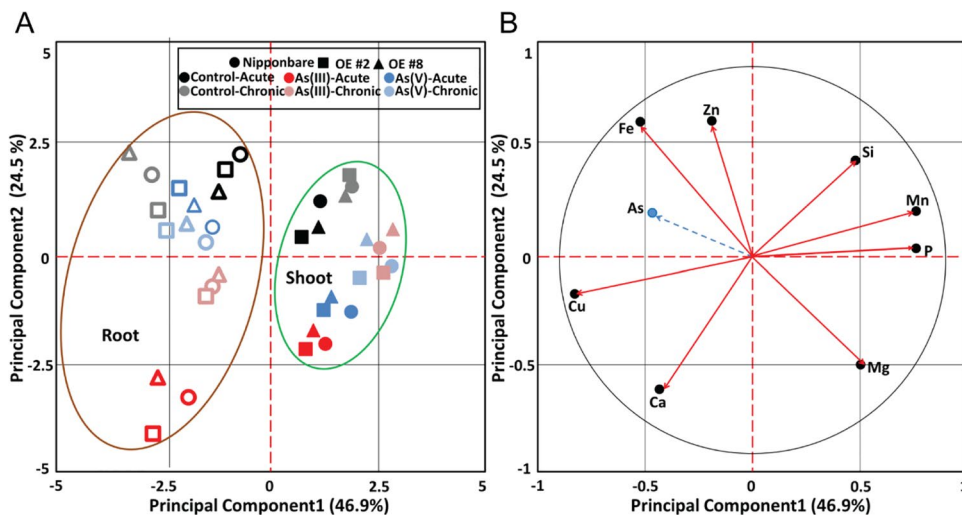 A
Principal Component2 (24.5 %)
5
2.5
0
-2.5
-5
● Nipponbare ■ OE #2 ▲ OE #8
● Control-Acute ● As(III)-Acute ● As(V)-Acute
● Control-Chronic ● As(III)-Chronic ● As(V)-Chronic
Root
Shoot
-5 -2.5 0 2.5 5
Principal Component1 (46.9%)
B
Principal Component2 (24.5 %)
1
0.5
0
-0.5
-1
Fe
Zn
Si
As
Mn
P
Cu
Mg
Ca
-1 -0.5 0 0.5 1
Principal Component1 (46.9%)